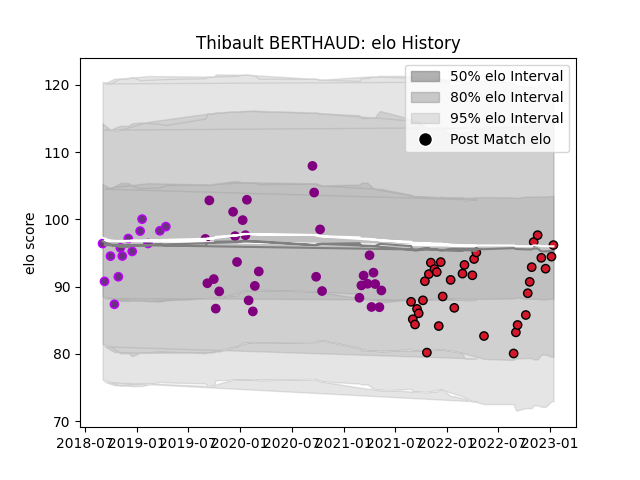 Thibault BERTHAUD: elo History
50% elo Interval
80% elo Interval
95% elo Interval
Post Match elo
elo score
120
110
100
90
80
70
2018-07 2019-01 2019-07 2020-01 2020-07 2021-01 2021-07 2022-01 2022-07 2023-01